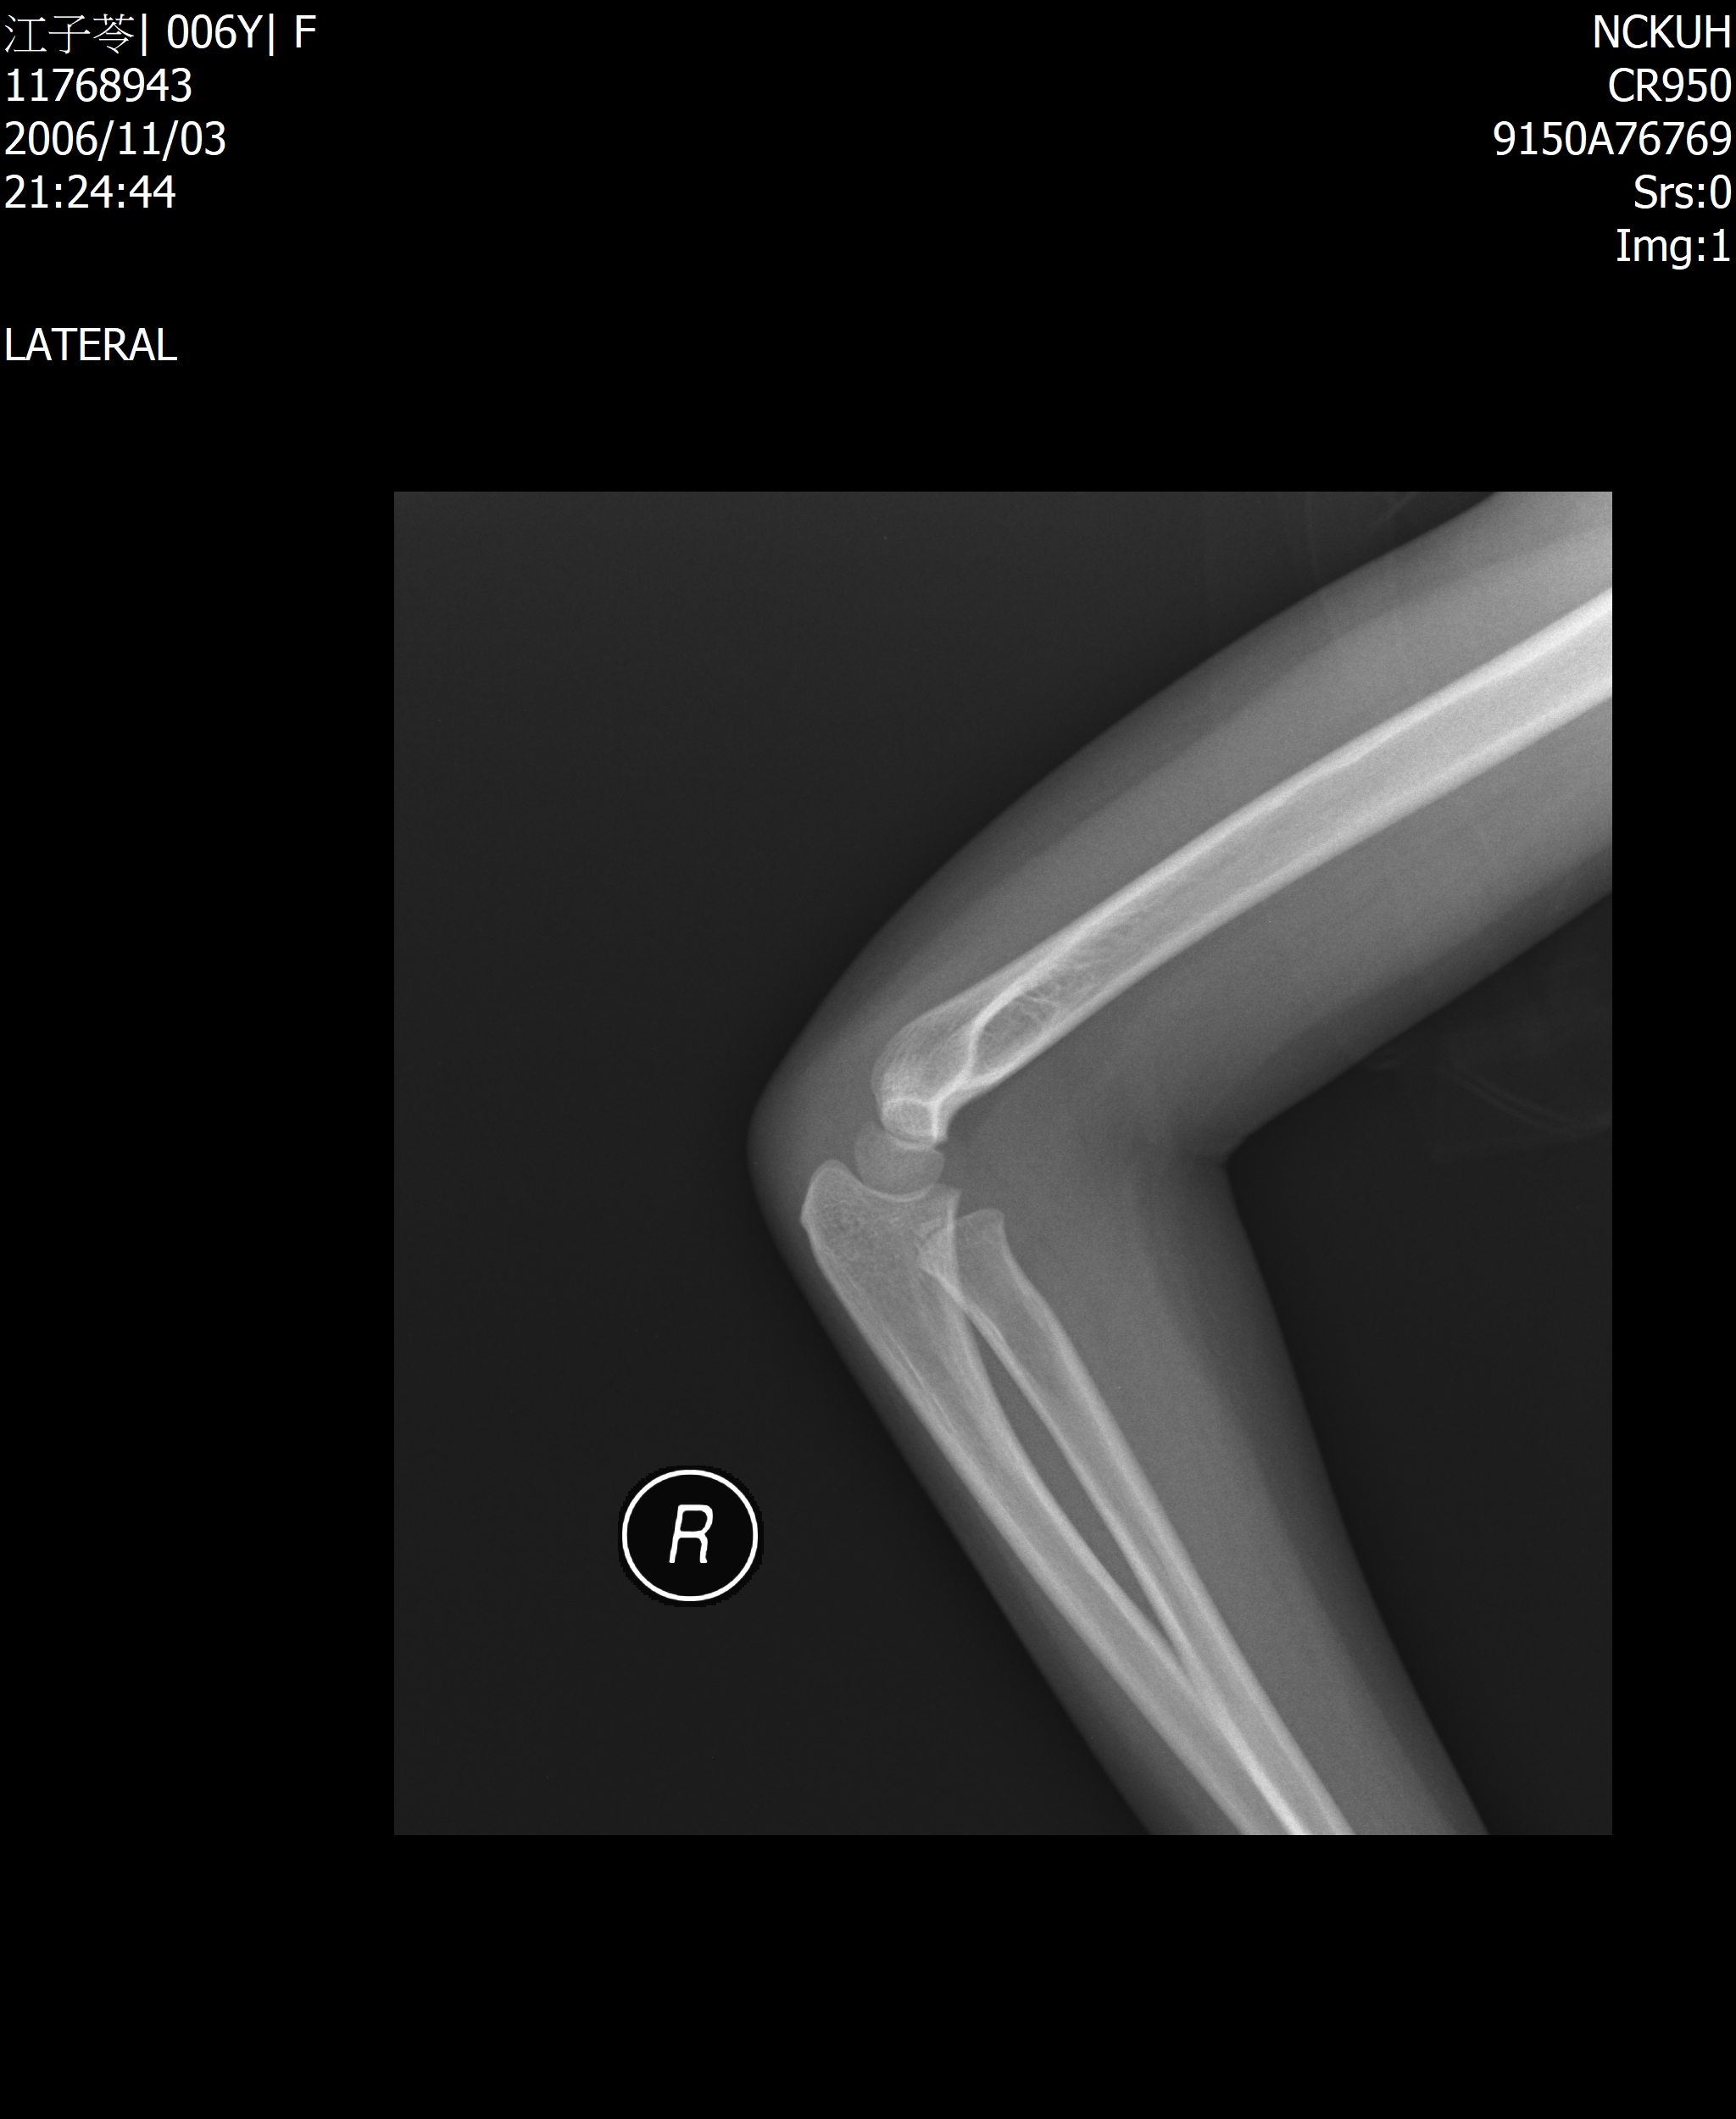 江子苓| 006Y| F
11768943
2006/11/03
21:24:44
LATERAL
NCKUH
CR950
9150A76769
Srs:0
Img:1
R